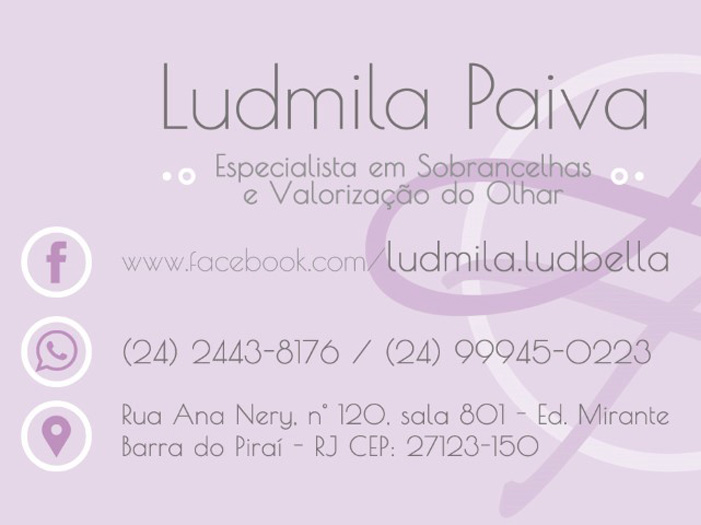 Ludmila Paiva
Especialista em Sobrancelhas
e Valorização do Olhar
www.facebook.com/ludmila.ludbella
(24) 2443-8176 / (24) 99945-0223
Rua Ana Nery, n° 120, sala 801 - Ed. Mirante
Barra do Piraí - RJ CEP: 27123-150